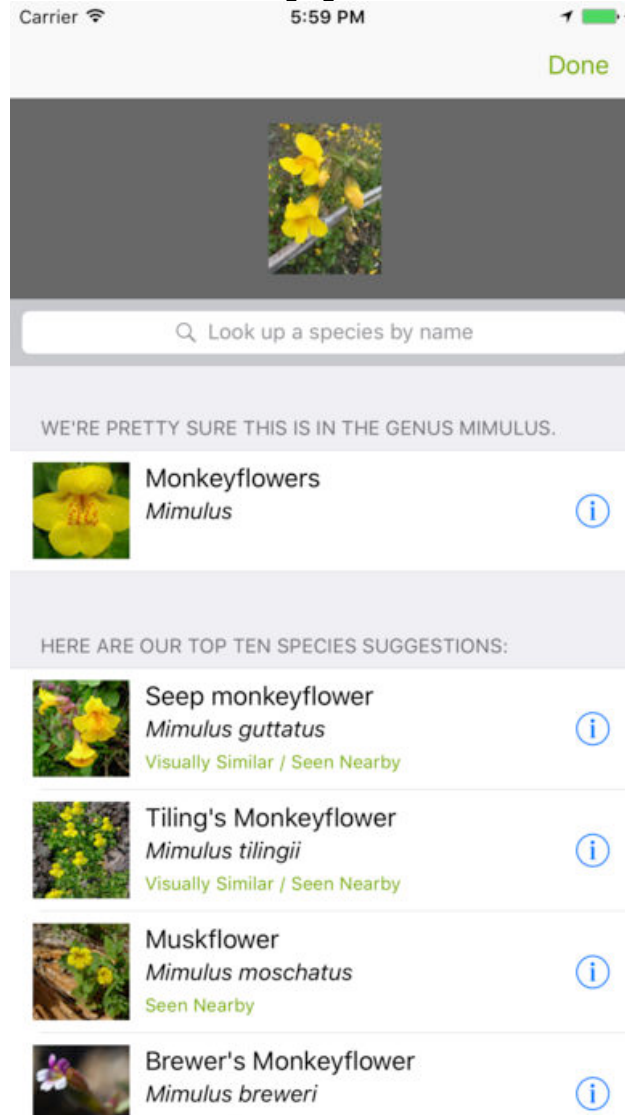 Carrier 5:59 PM
Done
Look up a species by name
WE'RE PRETTY SURE THIS IS IN THE GENUS MIMULUS.
Monkeyflowers
Mimulus
HERE ARE OUR TOP TEN SPECIES SUGGESTIONS:
Seep monkeyflower
Mimulus guttatus
Visually Similar / Seen Nearby
Tiling's Monkeyflower
Mimulus tilingii
Visually Similar / Seen Nearby
Muskflower
Mimulus moschatus
Seen Nearby
Brewer's Monkeyflower
Mimulus breweri